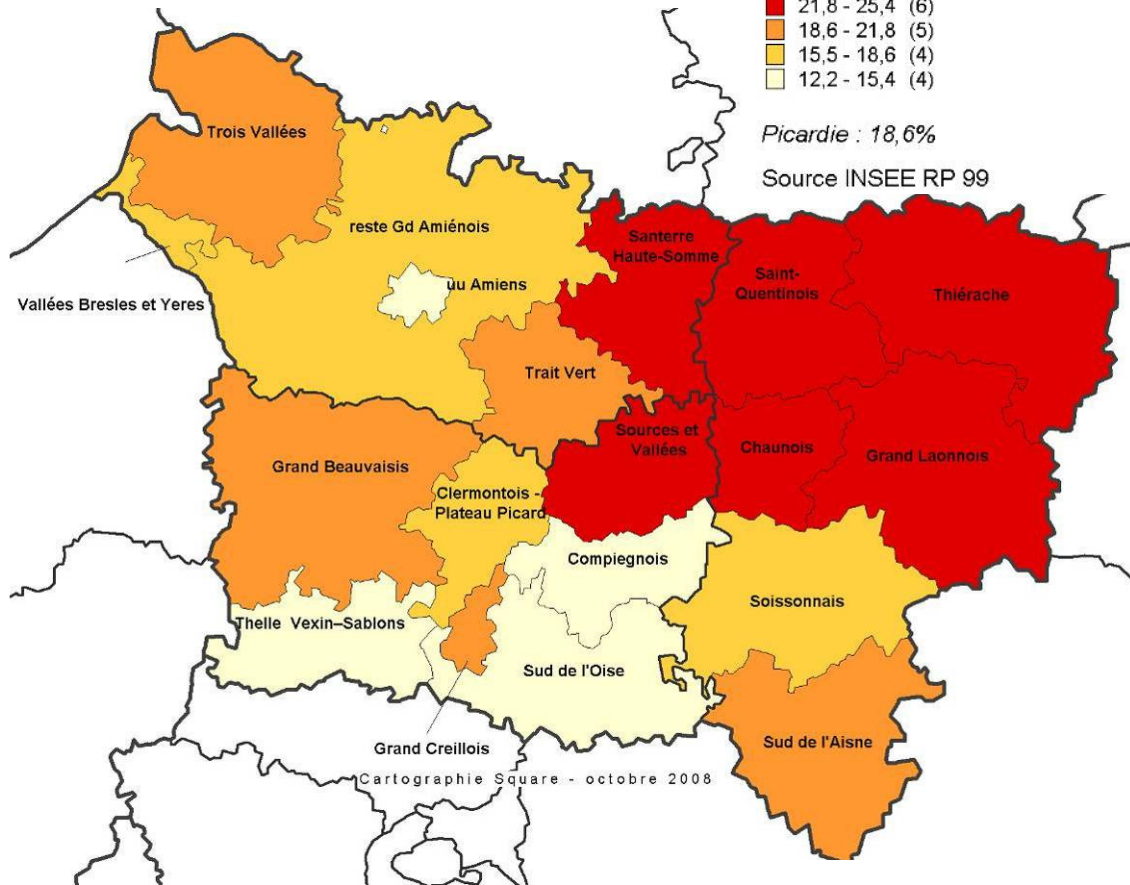 21,8 - 25,4 (6)
18,6 - 21,8 (5)
15,5 - 18,6 (4)
12,2 - 15,4 (4)
Picardie : 18,6%
Source INSEE RP 99
Trois Vallées
reste Gd Amiénois
Santerre
Haute-Somme
Saint-
Quentinois
Thiérache
uu Amiens
Vallées Bresles et Yeres
Trait Vert
Sources et
Vallées
Chaunois
Grand Laonnois
Grand Beauvaisis
Clermontois -
Plateau Picard
Compiegnois
Soissonnais
Thelle Vexin–Sablons
Sud de l'Oise
Sud de l'Aisne
Grand Creillois
Cartographie Square - octobre 2008